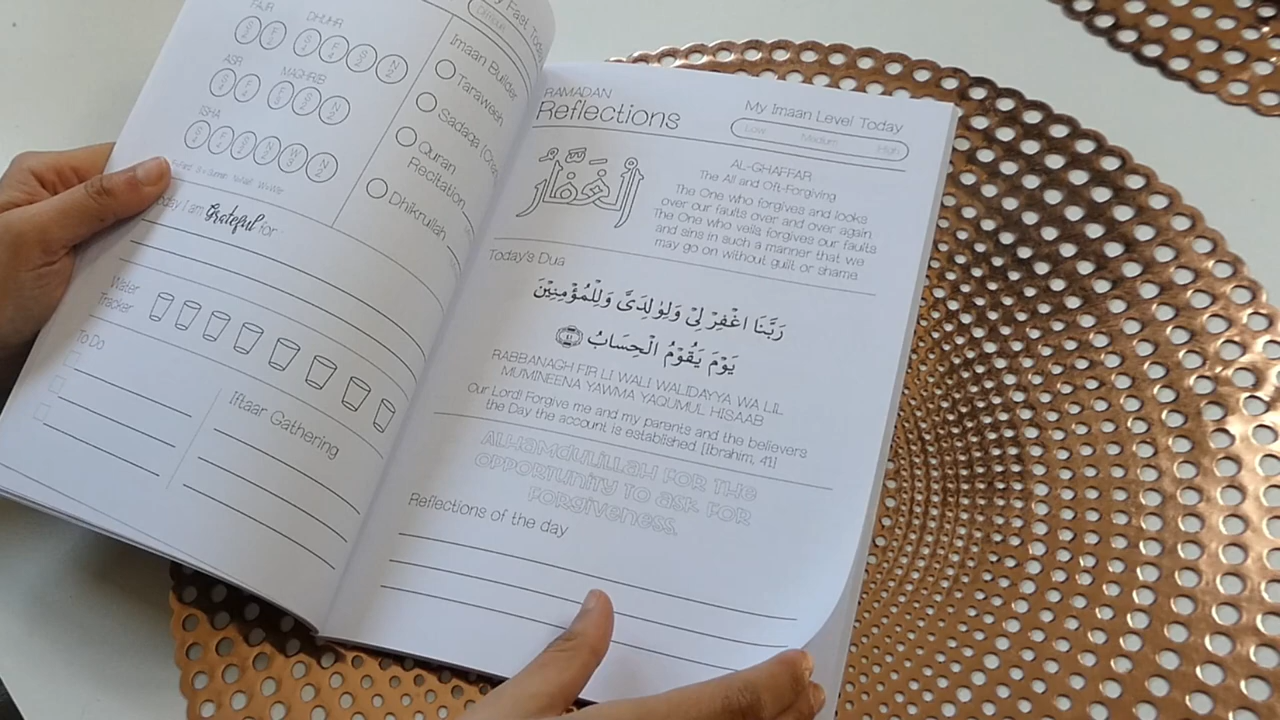 FAJR
DHUHR
ASR
MAGHRIB
ISHA
Today I am Grateful for
Water
Tracker
To Do
Iftaar Gathering
Fast Today
Difficult
Imaan Builder
Taraweeh
Sadaqa
Quran
Recitation
Dhikrullah
RAMADAN
Reflections
My Imaan Level Today
Low Medium High
الْغَفَّارُ
AL-GHAFFAR
The All and Oft-Forgiving
The One who forgives and looks
over our faults over and over again.
The One who veils forgives our faults
and sins in such a manner that we
may go on without guilt or shame.
Today's Dua
رَبَّنَا اغْفِرْ لِيْ وَلِوٰلِدَيَّ وَلِلْمُؤْمِنِيْنَ
يَوْمَ يَقُوْمُ الْحِسَابُ
RABBANAGH FIR LI WALI WALIDAYYA WA LIL
MUMINEENA YAWMA YAQUMUL HISAAB
Our Lord! Forgive me and my parents and the believers
the Day the account is established. [Ibrahim, 41]
ALHAMDULILLAH FOR THE
OPPORTUNITY TO ASK FOR
FORGIVENESS.
Reflections of the day